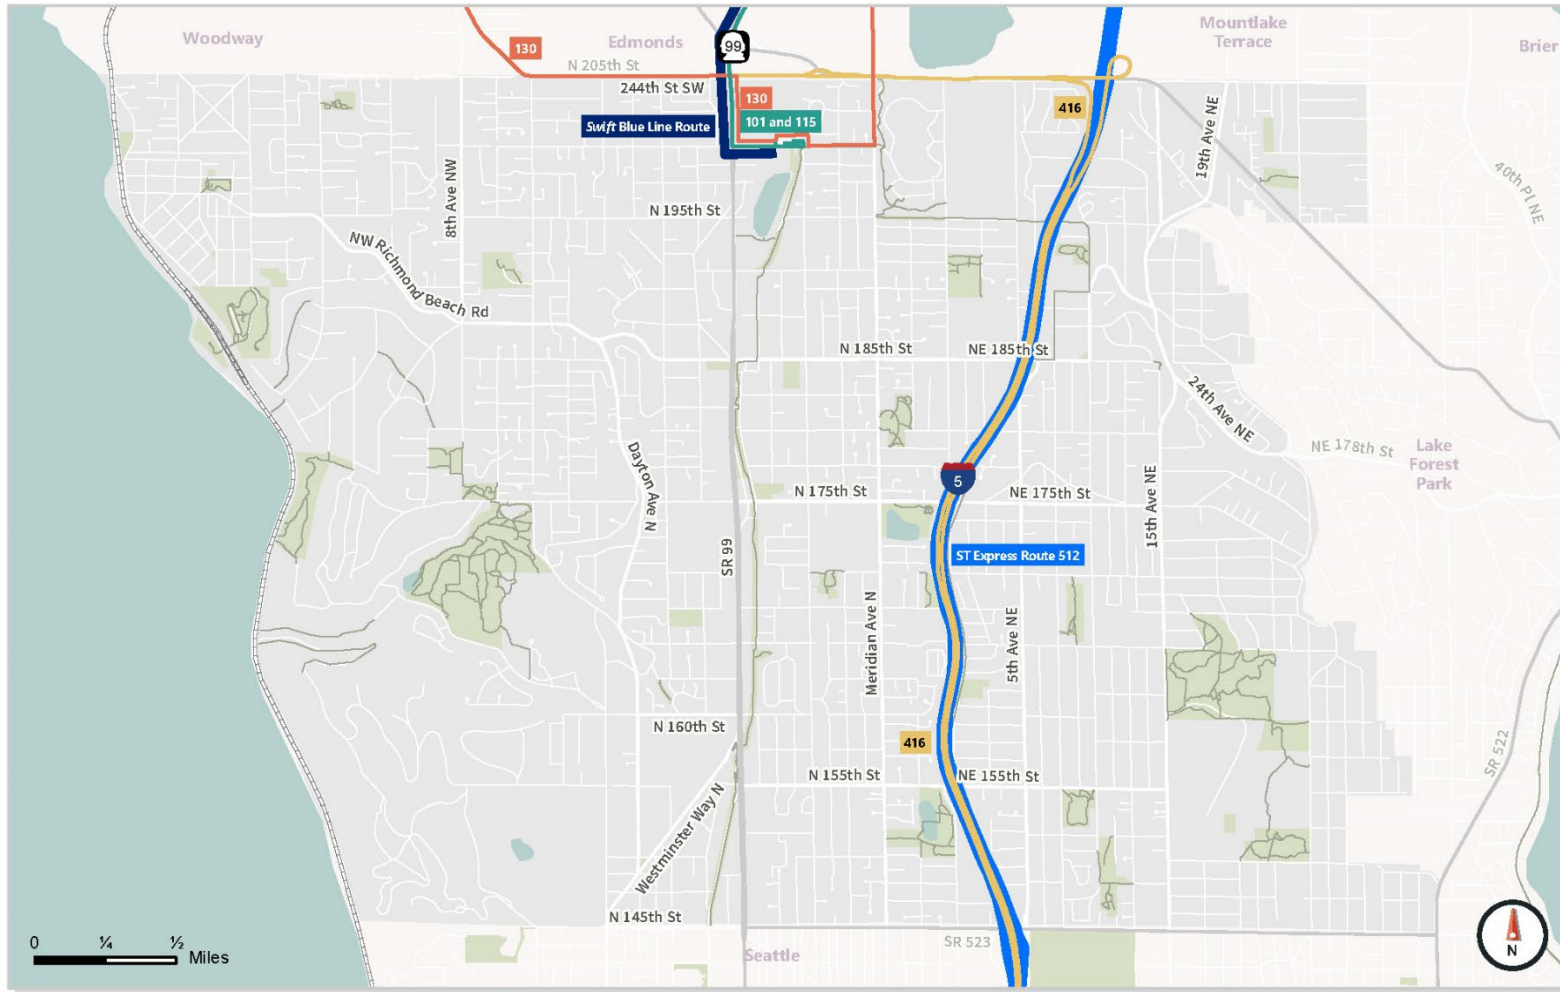 Woodway
130
Edmonds
99
Mountlake
Terrace
Brier
N 205th St
244th St SW
130
101 and 115
416
Swift Blue Line Route
19th Ave NE
40th Pl NE
8th Ave NW
N 195th St
NW Richmond Beach Rd
N 185th St
NE 185th St
24th Ave NE
NE 178th St
Lake
Forest
Park
Dayton Ave N
5
N 175th St
NE 175th St
15th Ave NE
SR 99
ST Express Route 512
Meridian Ave N
5th Ave NE
N 160th St
416
SR 522
N 155th St
NE 155th St
Westminster Way N
N 145th St
SR 523
Seattle
0 ¼ ½
Miles
N